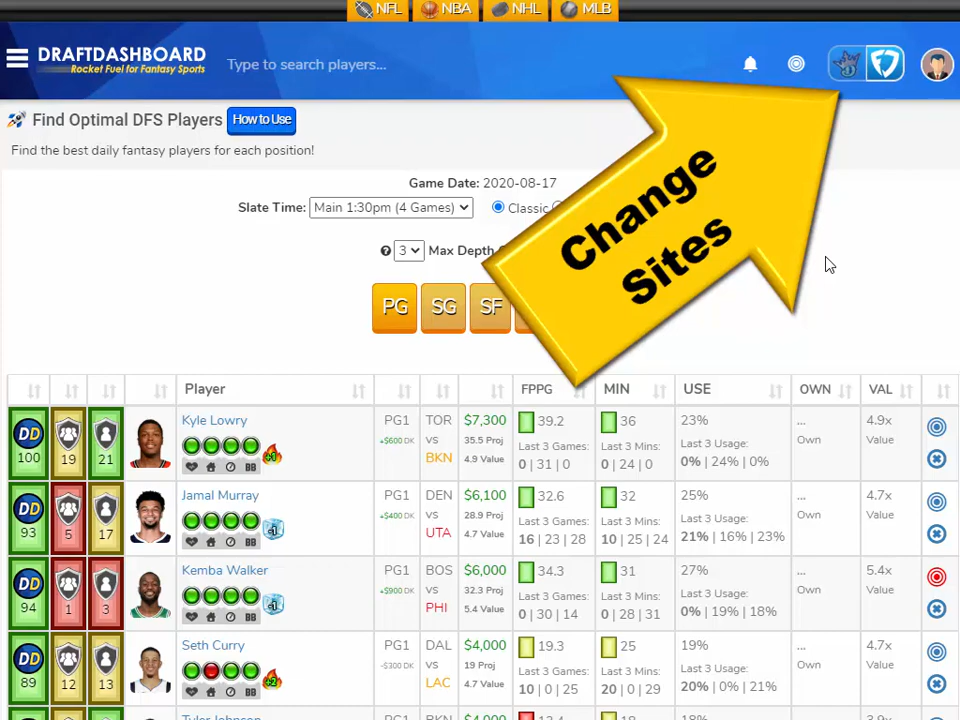 NFL NBA NHL MLB
DRAFTDASHBOARD
Rocket Fuel for Fantasy Sports
Type to search players...
Find Optimal DFS Players How to Use
Find the best daily fantasy players for each position!
Game Date: 2020-08-17
Slate Time: Main 1:30pm (4 Games) Classic
3 Max Depth
Change
Sites
PG SG SF
Player FPPG MIN USE OWN VAL
DD 100 19 21 Kyle Lowry +1 PG1 +$600 DK TOR VS BKN $7,300 35.5 Proj 4.9 Value 39.2 36 23% ... Own 4.9x Value
Last 3 Games: 0 | 31 | 0 Last 3 Mins: 0 | 24 | 0 Last 3 Usage: 0% | 24% | 0%
BB
DD 93 5 17 Jamal Murray -1 PG1 +$400 DK DEN VS UTA $6,100 28.9 Proj 4.7 Value 32.6 32 25% ... Own 4.7x Value
Last 3 Games: 16 | 23 | 28 Last 3 Mins: 10 | 25 | 24 Last 3 Usage: 21% | 16% | 23%
BB
DD 94 1 3 Kemba Walker -1 PG1 +$900 DK BOS VS PHI $6,000 32.3 Proj 5.4 Value 34.3 31 27% ... Own 5.4x Value
Last 3 Games: 0 | 30 | 14 Last 3 Mins: 0 | 28 | 31 Last 3 Usage: 0% | 19% | 18%
BB
DD 89 12 13 Seth Curry +2 PG1 -$300 DK DAL VS LAC $4,000 19 Proj 4.7 Value 19.3 25 19% ... Own 4.7x Value
Last 3 Games: 10 | 0 | 25 Last 3 Mins: 20 | 0 | 29 Last 3 Usage: 20% | 0% | 21%
BB